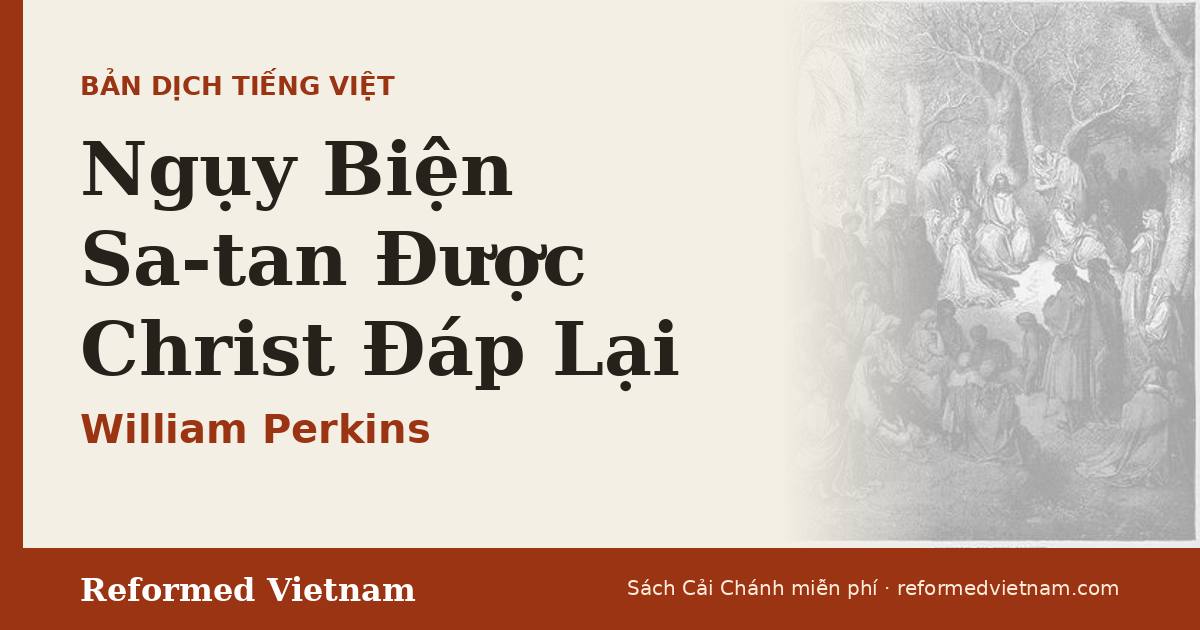 BẢN DỊCH TIẾNG VIỆT
Ngụy Biện
Sa-tan Được
Christ Đáp Lại
William Perkins
Reformed Vietnam
Sách Cải Chánh miễn phí · reformedvietnam.com